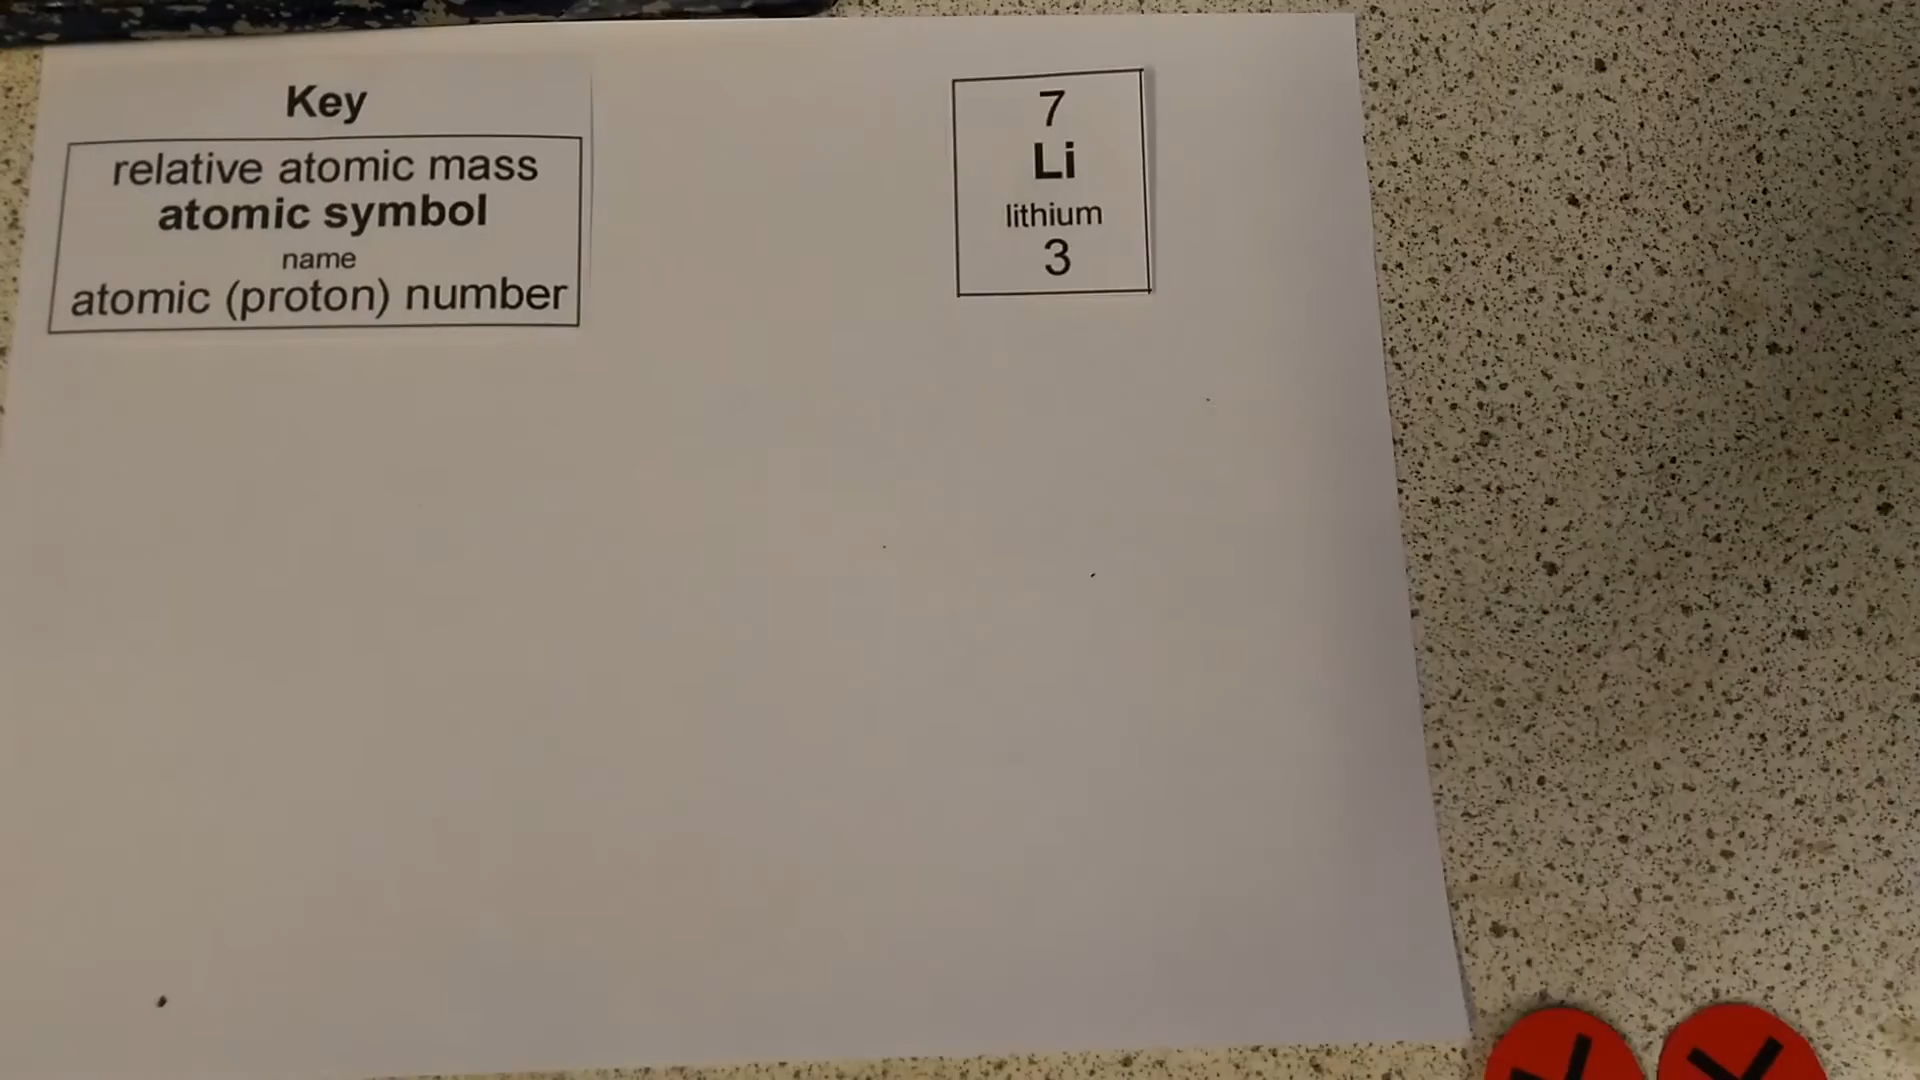 Key
relative atomic mass
atomic symbol
name
atomic (proton) number
7
Li
lithium
3